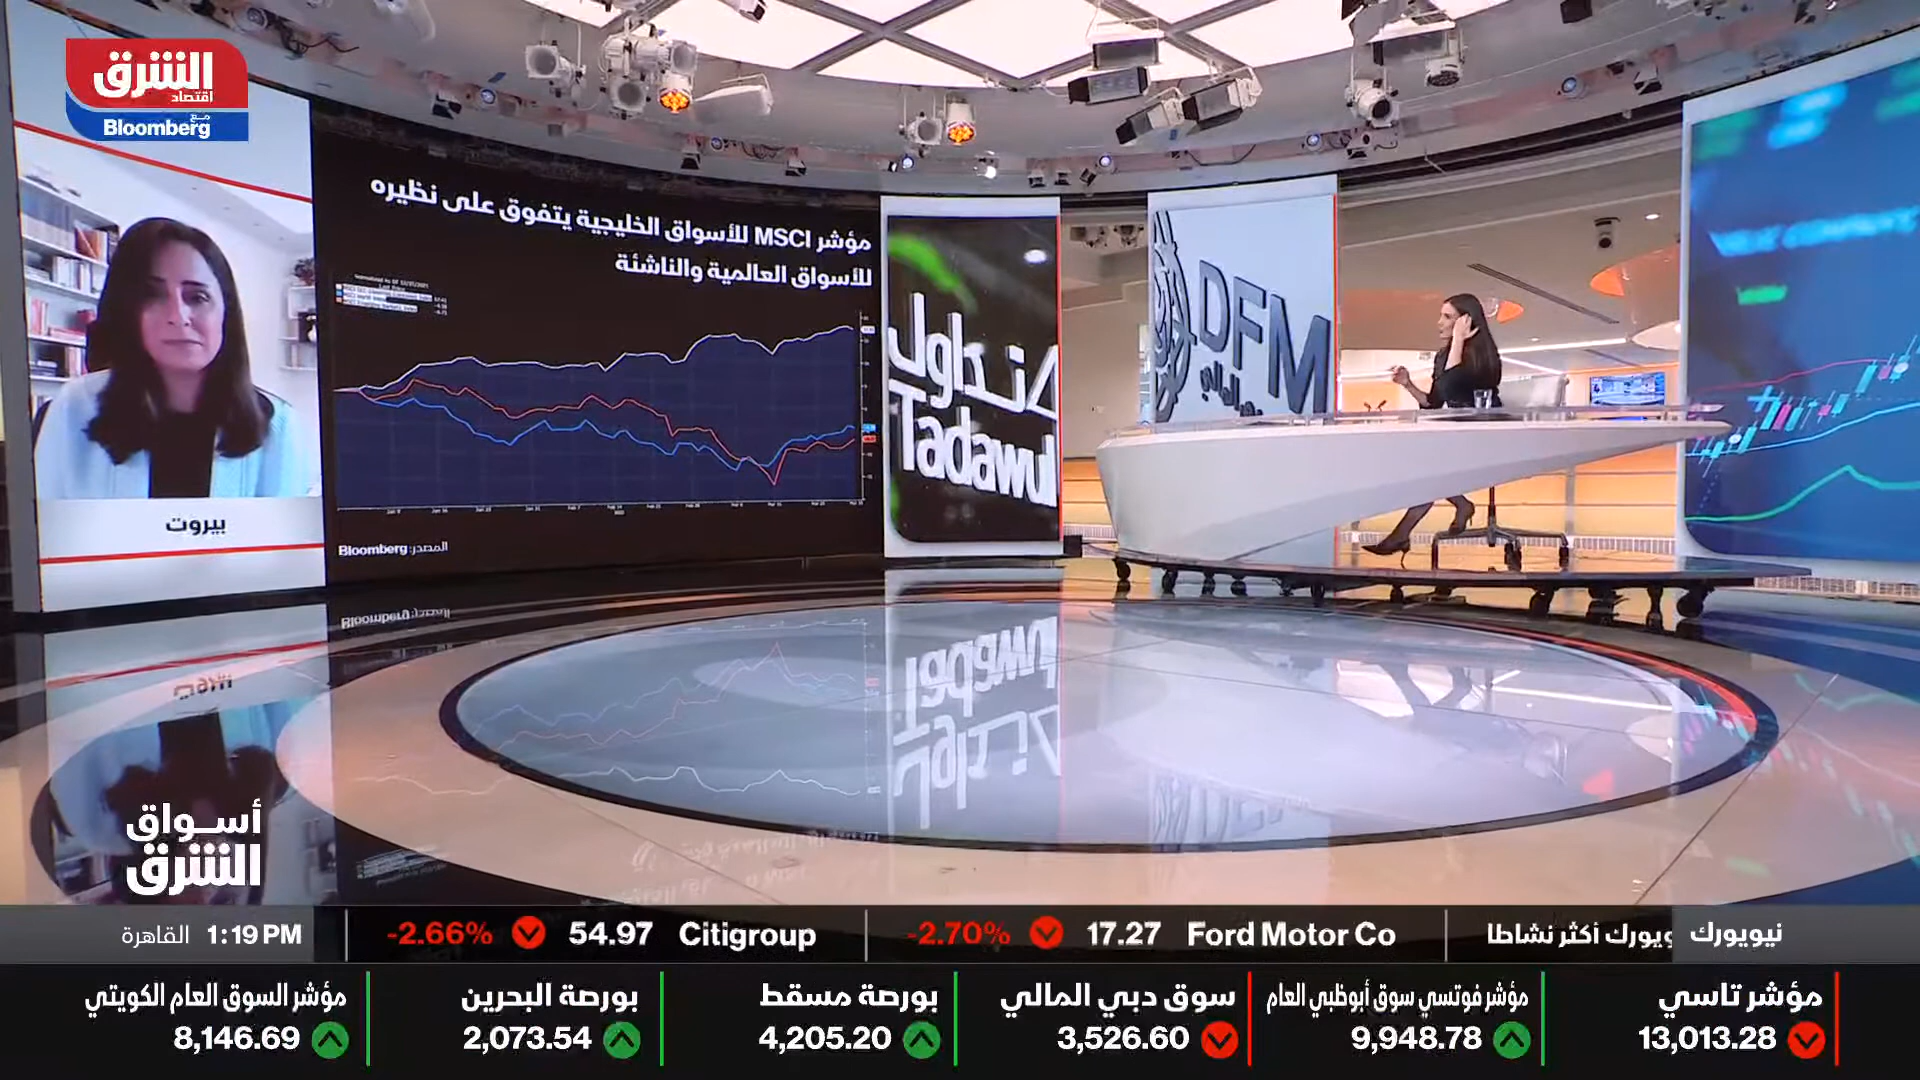 الشرق
اقتصاد
مع
Bloomberg
مؤشر MSCI للأسواق الخليجية يتفوق على نظيره
للأسواق العالمية والناشئة
المصدر: Bloomberg
بيروت
تداول
Tadawul
DFM
المالي
أسواق
الشرق
نيويورك
ويورك أكثر نشاطا
Ford Motor Co 17.27 -2.70%
Citigroup 54.97 -2.66%
1:19 PM القاهرة
مؤشر تاسي
13,013.28
مؤشر فوتسي سوق أبوظبي العام
9,948.78
سوق دبي المالي
3,526.60
بورصة مسقط
4,205.20
بورصة البحرين
2,073.54
مؤشر السوق العام الكويتي
8,146.69